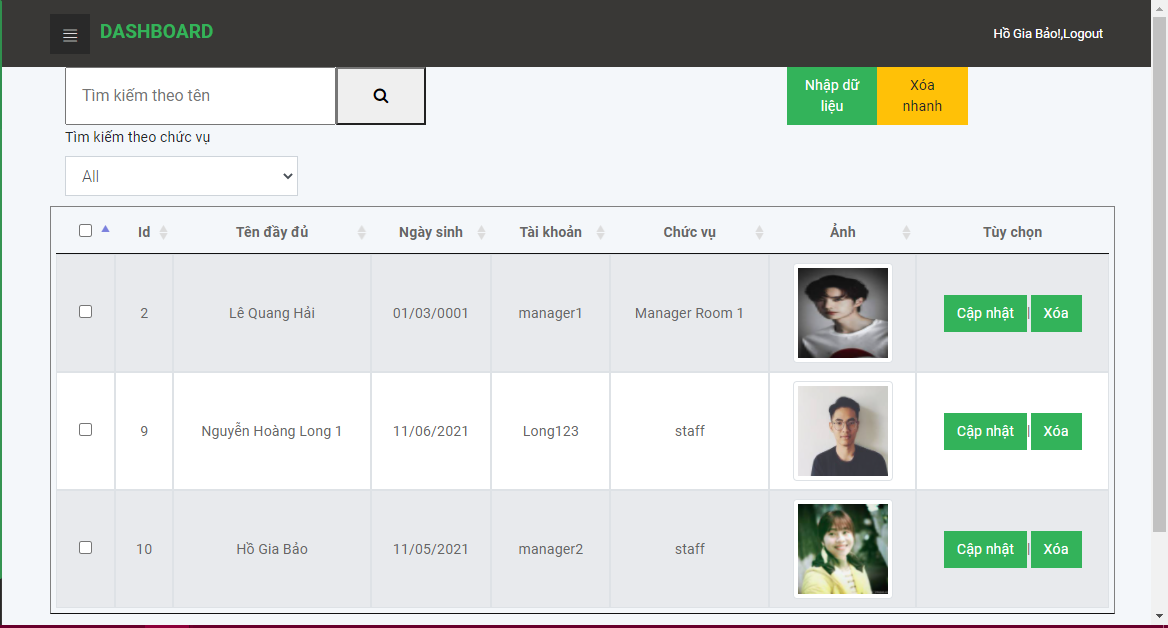 DASHBOARD
Hồ Gia Bảo!,Logout
Tìm kiếm theo tên
Nhập dữ
liệu
Xóa
nhanh
Tìm kiếm theo chức vụ
All
Id Tên đầy đủ Ngày sinh Tài khoản Chức vụ Ảnh Tùy chọn
2 Lê Quang Hải 01/03/0001 manager1 Manager Room 1 Cập nhật | Xóa
9 Nguyễn Hoàng Long 1 11/06/2021 Long123 staff Cập nhật | Xóa
10 Hồ Gia Bảo 11/05/2021 manager2 staff Cập nhật | Xóa